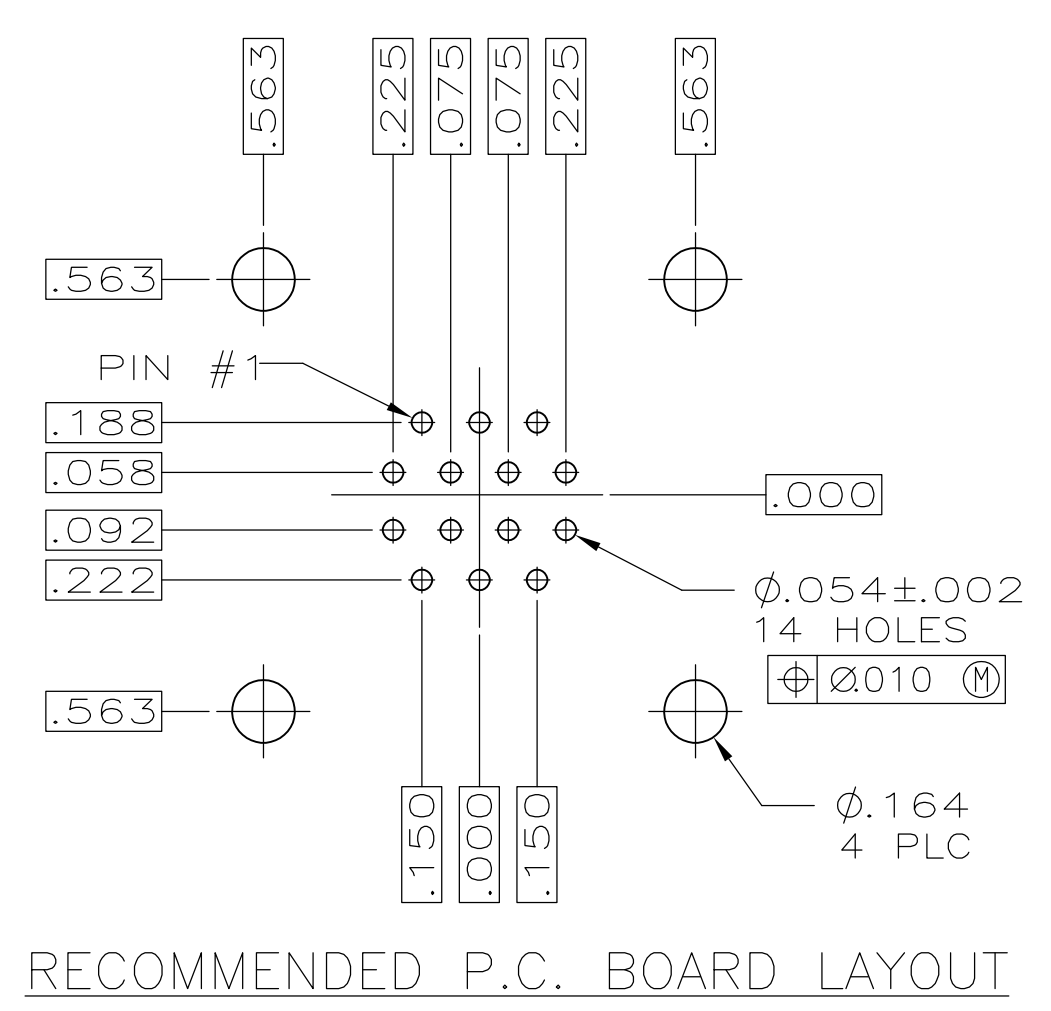 .563
.225
.075
.075
.225
.563
.563
PIN #1
.188
.058
.000
.092
.222
Ø.054±.002
14 HOLES
⌖ Ø.010 Ⓜ
.563
.150
.000
.150
Ø.164
4 PLC
RECOMMENDED P.C. BOARD LAYOUT